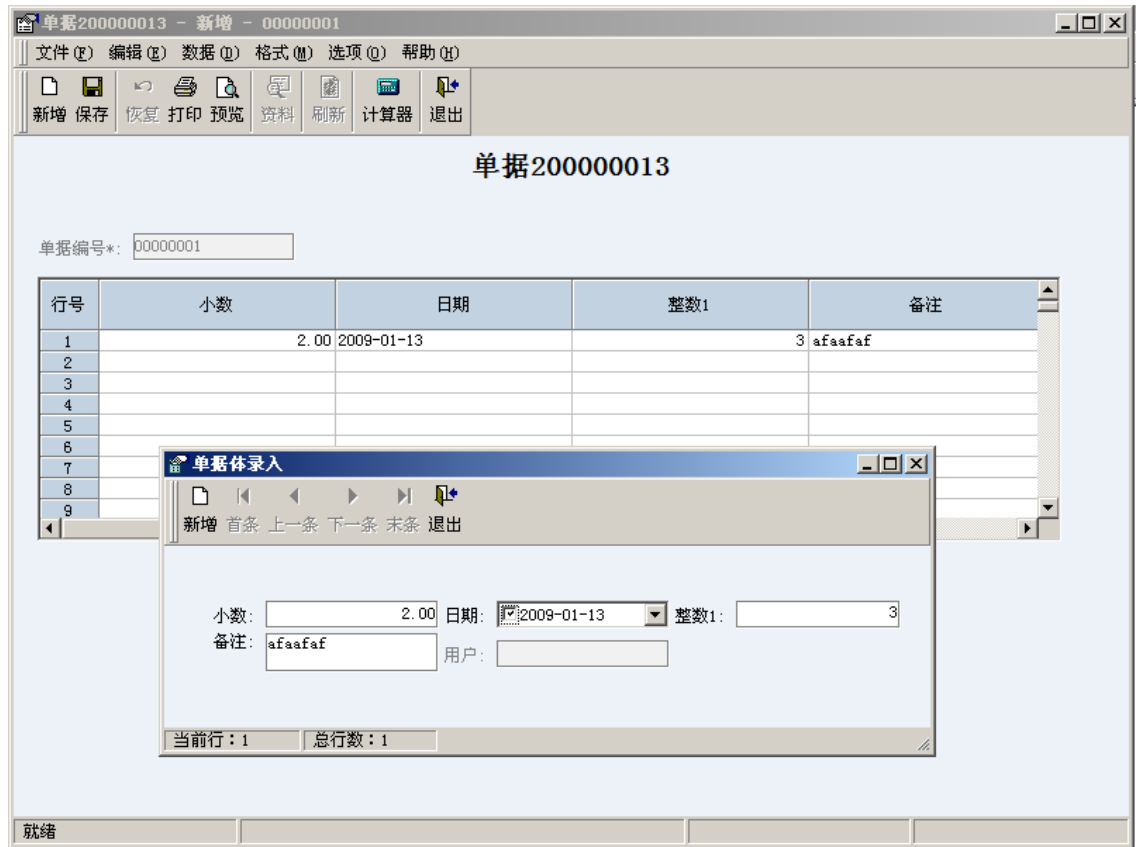 单据200000013 - 新增 - 00000001
文件(F) 编辑(E) 数据(D) 格式(M) 选项(O) 帮助(H)
新增 保存 恢复 打印 预览 资料 刷新 计算器 退出
单据200000013
单据编号*: 00000001
行号 小数 日期 整数1 备注
1 2.00 2009-01-13 3 afaafaf
2
3
4
5
6
7
8
9
单据体录入
新增 首条 上一条 下一条 末条 退出
小数: 2.00 日期: 2009-01-13 整数1: 3
备注: afaafaf 用户:
当前行:1 总行数:1
就绪